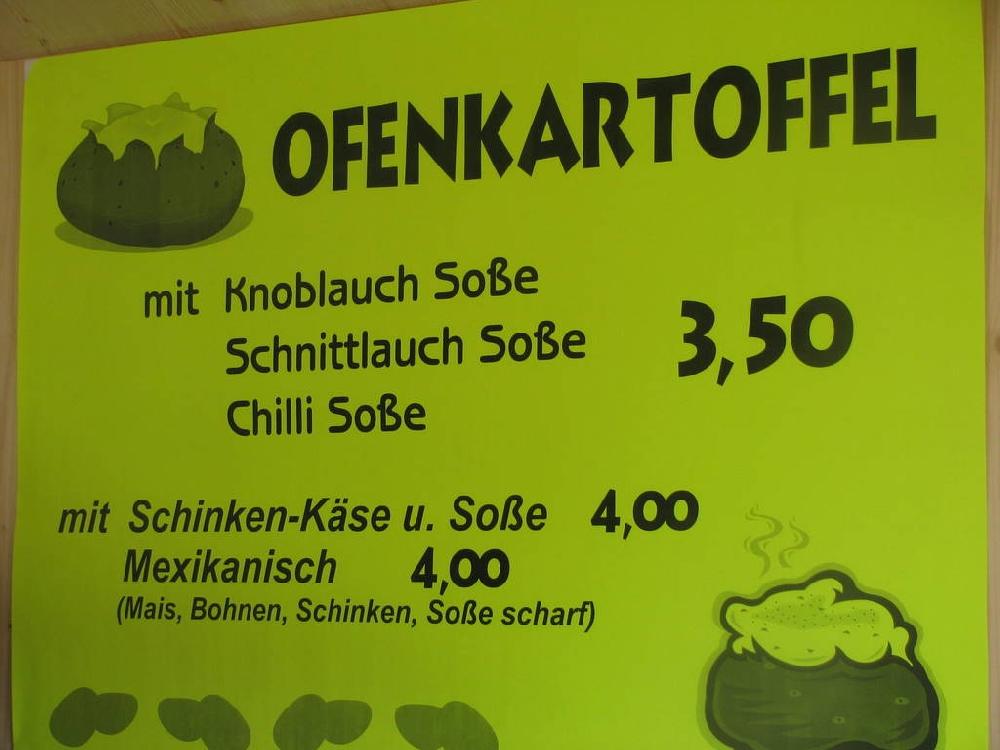 OFENKARTOFFEL
mit Knoblauch Soße
Schnittlauch Soße 3,50
Chilli Soße
mit Schinken-Käse u. Soße 4,00
Mexikanisch 4,00
(Mais, Bohnen, Schinken, Soße scharf)